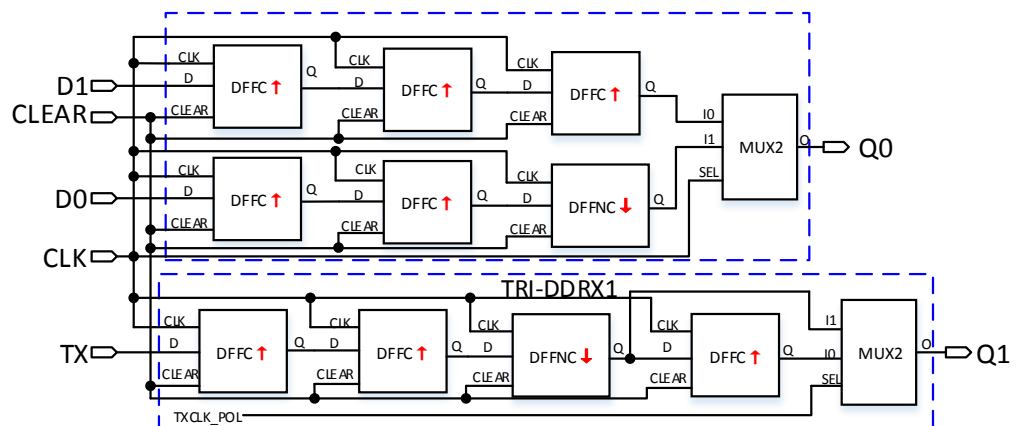 CLK
D
CLEAR
DFFC
Q
CLK
D
CLEAR
DFFC
Q
CLK
D
CLEAR
DFFC
Q
I0
I1
SEL
MUX2
O
Q0
D1
CLEAR
D0
CLK
CLK
D
CLEAR
DFFC
Q
CLK
D
CLEAR
DFFC
Q
CLK
D
CLEAR
DFFNC
Q
TRI-DDRX1
TX
CLK
D
CLEAR
DFFC
Q
CLK
D
CLEAR
DFFC
Q
CLK
D
CLEAR
DFFNC
Q
CLK
D
CLEAR
DFFC
Q
I1
I0
SEL
MUX2
O
Q1
TXCLK_POL